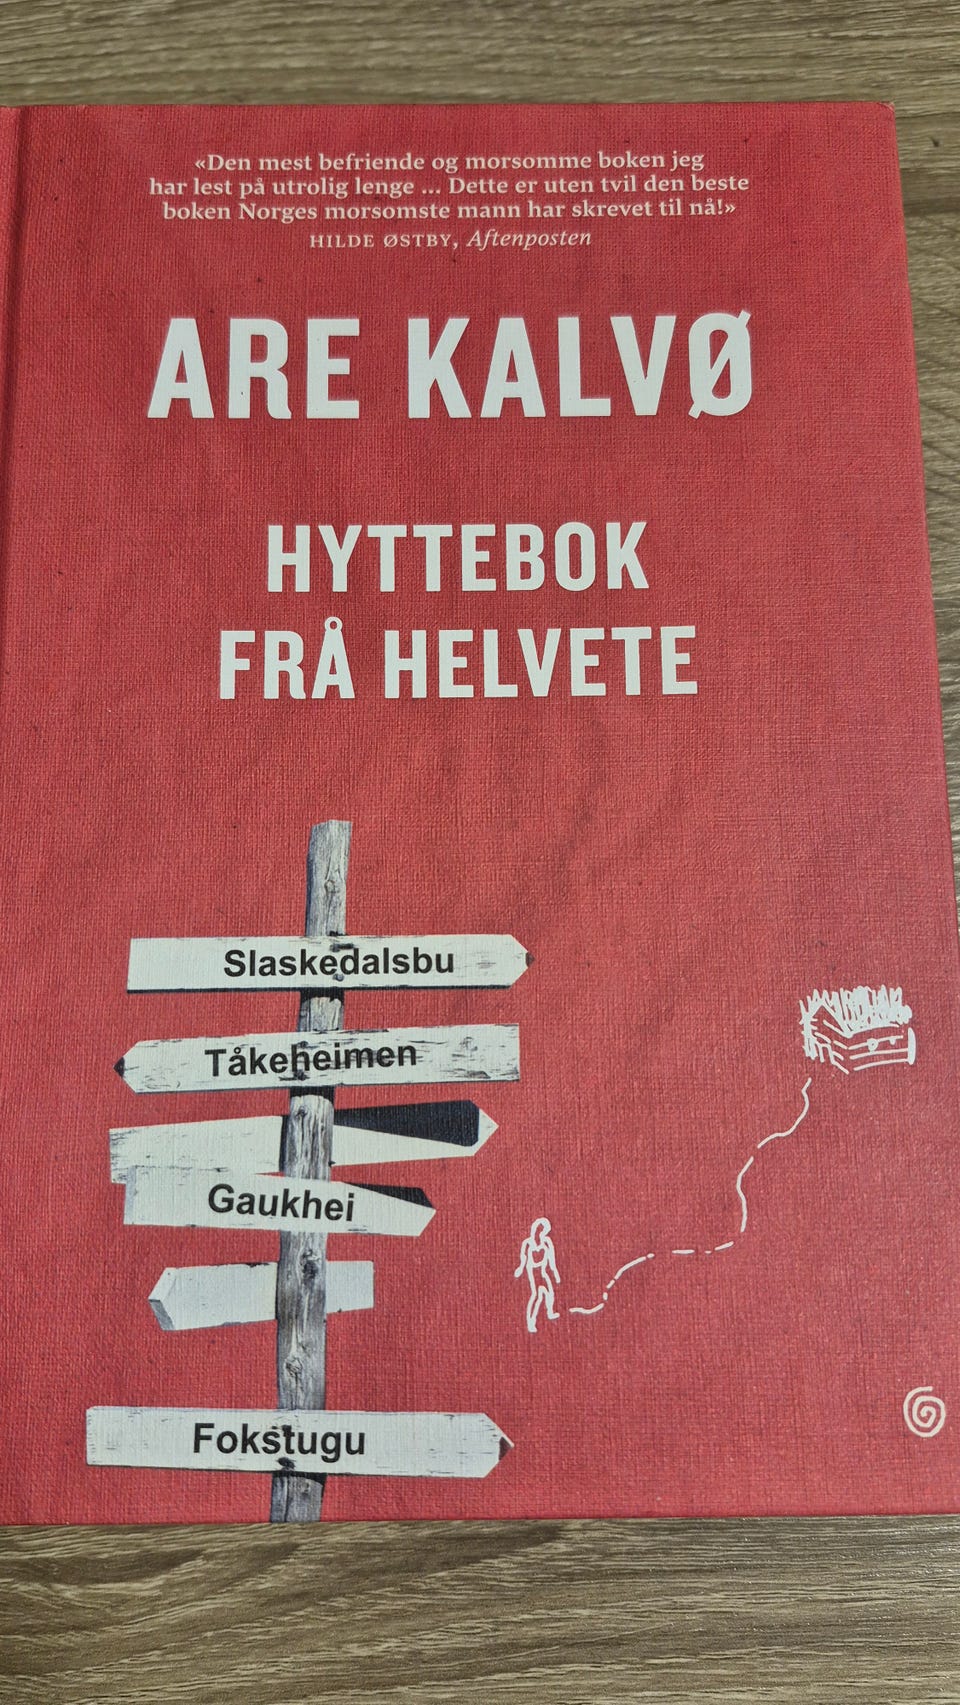 «Den mest befriende og morsomme boken jeg
har lest på utrolig lenge ... Dette er uten tvil den beste
boken Norges morsomste mann har skrevet til nå!»
HILDE ØSTBY, Aftenposten
ARE KALVØ
HYTTEBOK
FRÅ HELVETE
Slaskedalsbu
Tåkeheimen
Gaukhei
Fokstugu